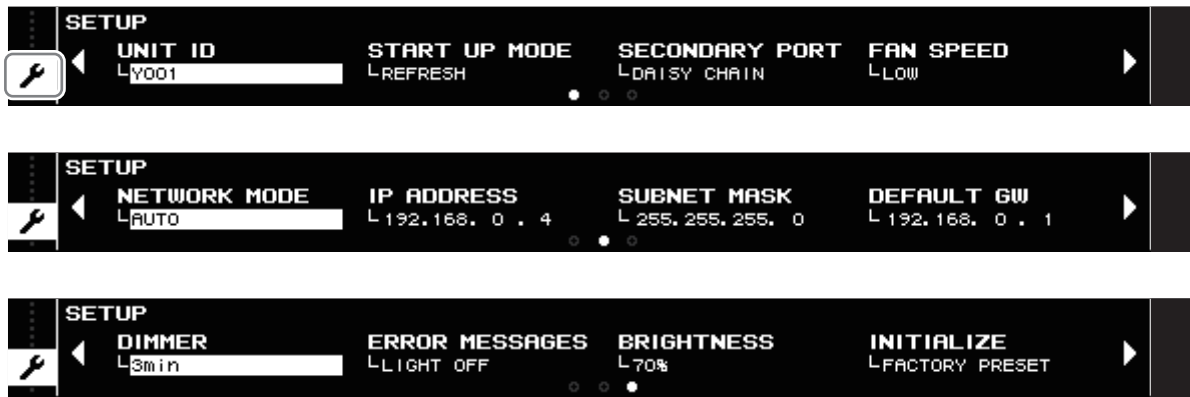 SETUP
UNIT ID START UP MODE SECONDARY PORT FAN SPEED
Y001 REFRESH DAISY CHAIN LOW
SETUP
NETWORK MODE IP ADDRESS SUBNET MASK DEFAULT GW
AUTO 192.168. 0 . 4 255.255.255. 0 192.168. 0 . 1
SETUP
DIMMER ERROR MESSAGES BRIGHTNESS INITIALIZE
3min LIGHT OFF 70% FACTORY PRESET